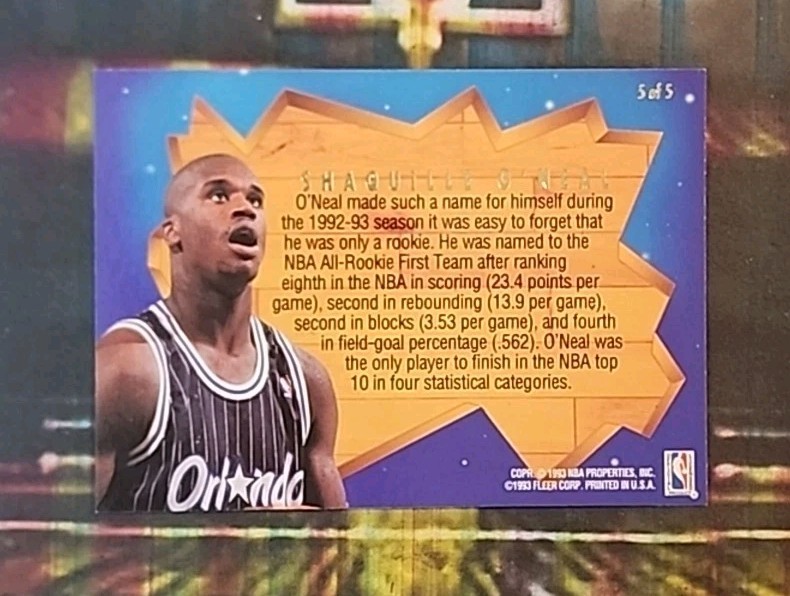 5 of 5
SHAQUILLE O'NEAL
O'Neal made such a name for himself during
the 1992-93 season it was easy to forget that
he was only a rookie. He was named to the
NBA All-Rookie First Team after ranking
eighth in the NBA in scoring (23.4 points per
game), second in rebounding (13.9 per game),
second in blocks (3.53 per game), and fourth
in field-goal percentage (.562). O'Neal was
the only player to finish in the NBA top
10 in four statistical categories.
Orlando
COPR. © 1993 NBA PROPERTIES, INC.
©1993 FLEER CORP. PRINTED IN U.S.A.